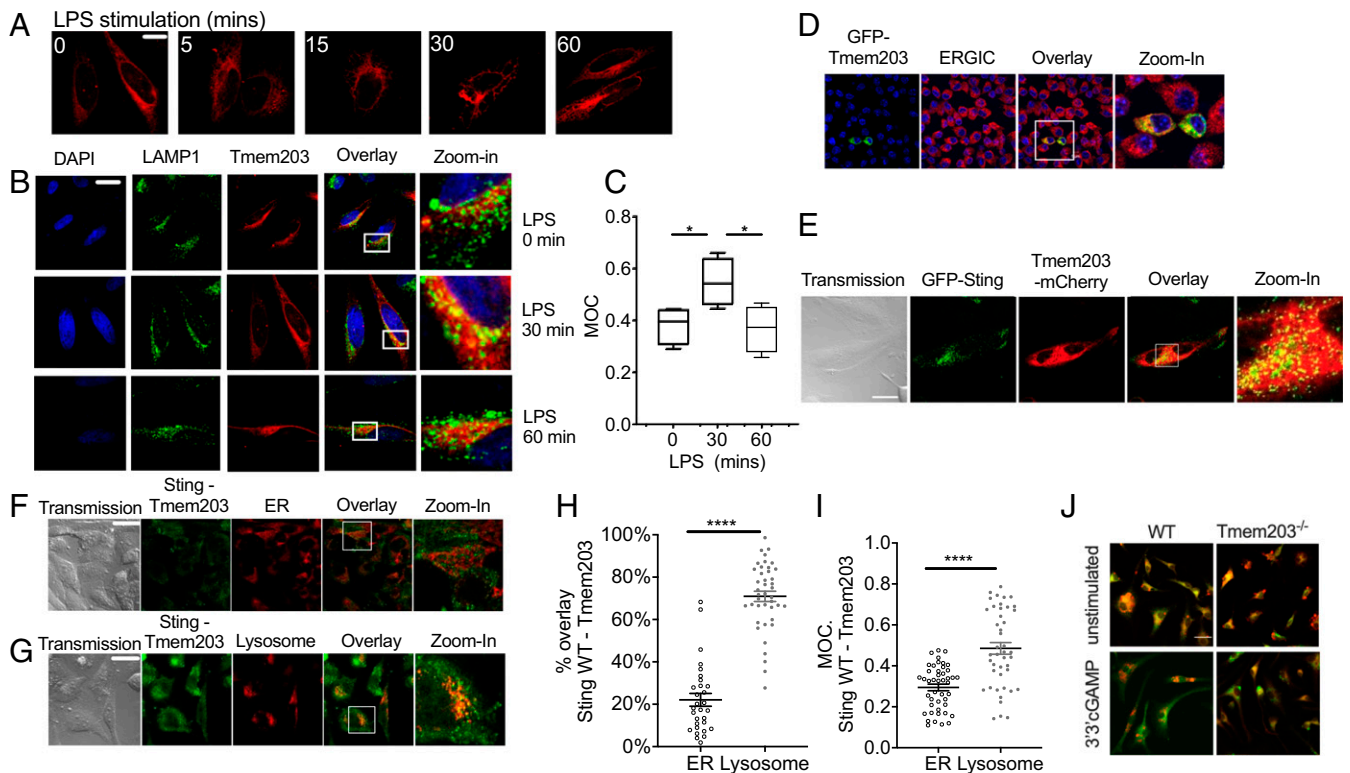 A
LPS stimulation (mins)
0
5
15
30
60
B
DAPI
LAMP1
Tmem203
Overlay
Zoom-in
LPS
0 min
LPS
30 min
LPS
60 min
C
0.8
0.6
0.4
0.2
0.0
MOC
*
*
0
30
60
LPS (mins)
D
GFP-
Tmem203
ERGIC
Overlay
Zoom-In
E
Transmission
GFP-Sting
Tmem203
-mCherry
Overlay
Zoom-In
F
Transmission
Sting -
Tmem203
ER
Overlay
Zoom-In
G
Transmission
Sting -
Tmem203
Lysosome
Overlay
Zoom-In
H
100%
80%
60%
40%
20%
0%
% overlay
Sting WT - Tmem203
****
ER Lysosome
I
1.0
0.8
0.6
0.4
0.2
0.0
MOC.
Sting WT - Tmem203
****
ER Lysosome
J
WT
Tmem203-/-
unstimulated
3'3'cGAMP